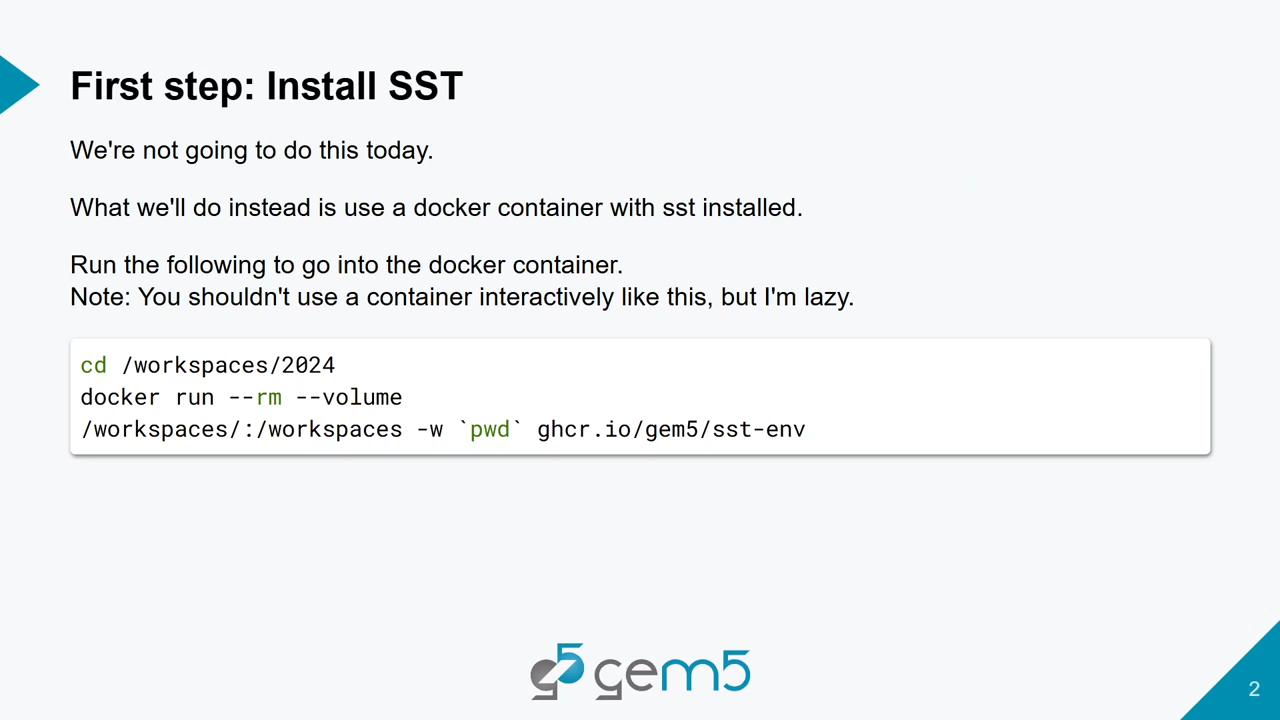 First step: Install SST
We're not going to do this today.
What we'll do instead is use a docker container with sst installed.
Run the following to go into the docker container.
Note: You shouldn't use a container interactively like this, but I'm lazy.
cd /workspaces/2024
docker run --rm --volume
/workspaces/:/workspaces -w `pwd` ghcr.io/gem5/sst-env
g5 gem5
2